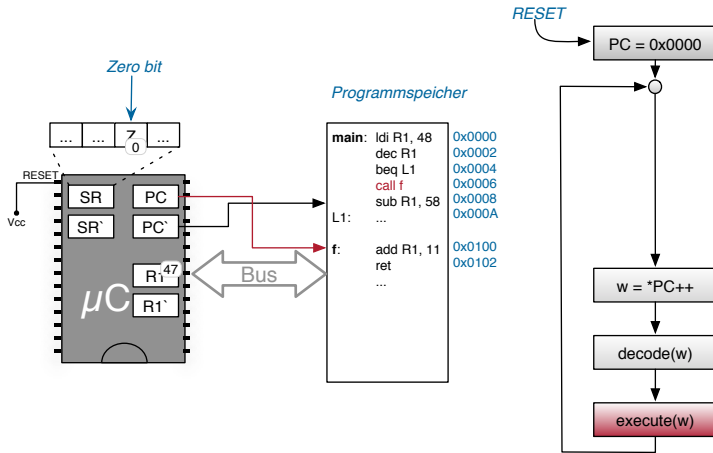 RESET
PC = 0x0000
Zero bit
Programmspeicher
... ... Z ...
0
main: ldi R1, 48 0x0000
dec R1 0x0002
beq L1 0x0004
call f 0x0006
sub R1, 58 0x0008
L1: ... 0x000A
f: add R1, 11 0x0100
ret 0x0102
...
RESET
Vcc
SR PC
SR` PC`
R1 47
R1`
µC
Bus
w = *PC++
decode(w)
execute(w)